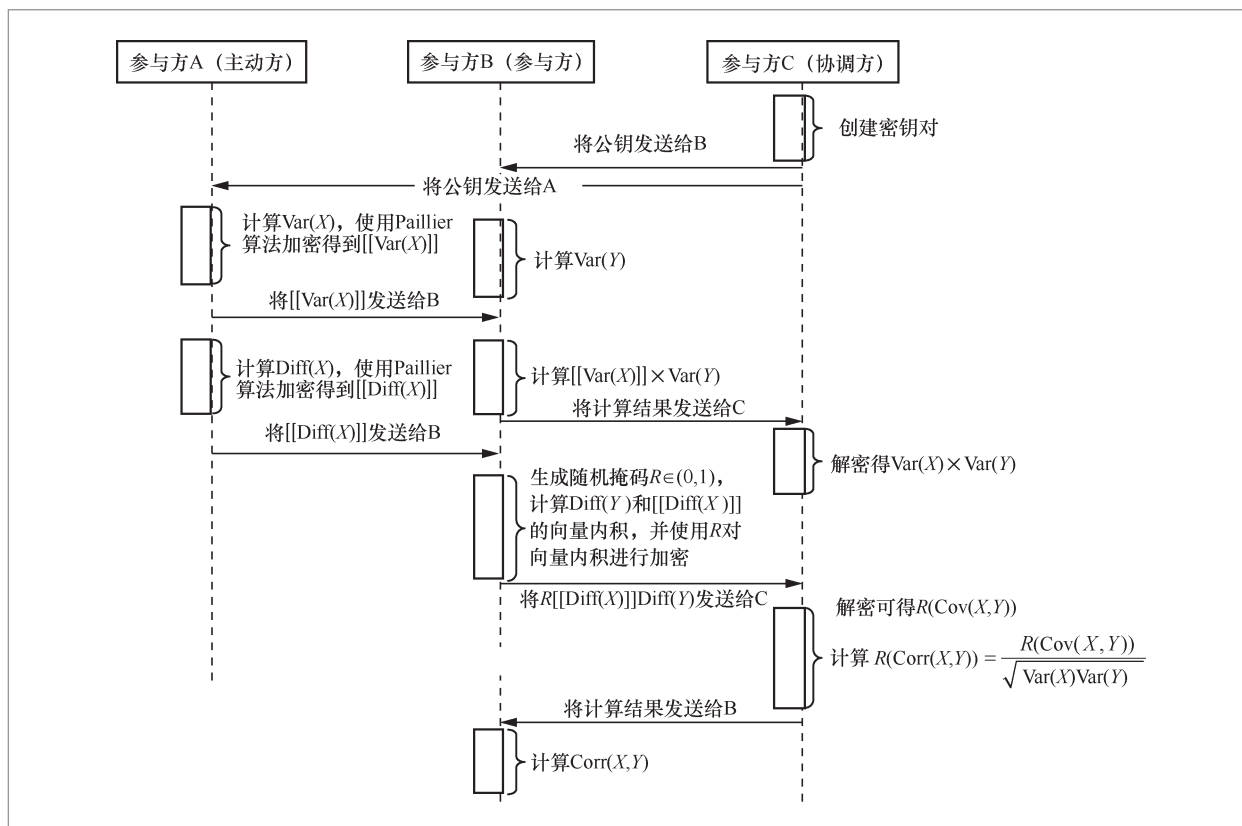 参与方A（主动方）
参与方B（参与方）
参与方C（协调方）
创建密钥对
将公钥发送给B
将公钥发送给A
计算Var(X)，使用Paillier
算法加密得到[[Var(X)]]
计算Var(Y)
将[[Var(X)]]发送给B
计算Diff(X)，使用Paillier
算法加密得到[[Diff(X)]]
计算[[Var(X)]]×Var(Y)
将计算结果发送给C
将[[Diff(X)]]发送给B
解密得Var(X)×Var(Y)
生成随机掩码R∈(0,1)，
计算Diff(Y)和[[Diff(X)]]
的向量内积，并使用R对
向量内积进行加密
将R[[Diff(X)]]Diff(Y)发送给C
解密可得R(Cov(X,Y))
计算 R(Corr(X,Y)) = R(Cov(X,Y)) / √Var(X)Var(Y)
将计算结果发送给B
计算Corr(X,Y)